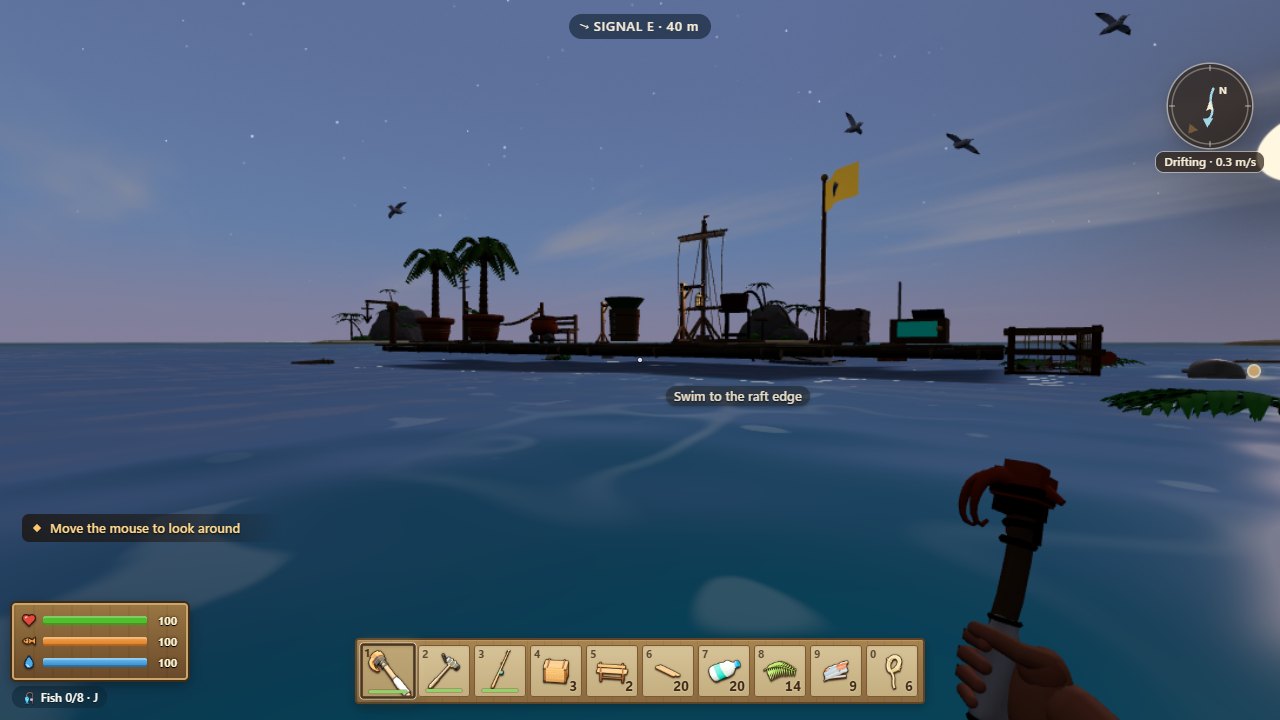 SIGNAL E · 40 m
N
Drifting · 0.3 m/s
Swim to the raft edge
Move the mouse to look around
100
100
100
1 2 3 4 5 6 7 8 9 0
3 2 20 20 14 9 6
Fish 0/8 · J